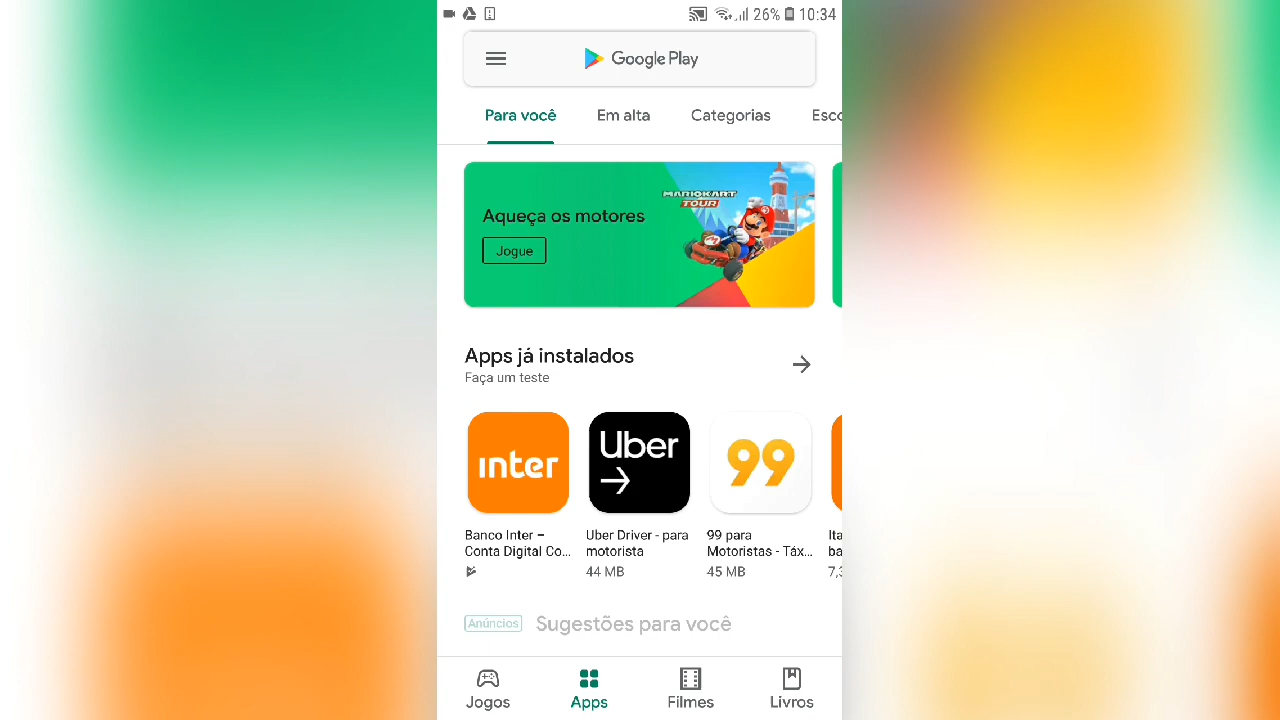 26% 10:34
Google Play
Para você Em alta Categorias Esco
MARIOKART
TOUR
Aqueça os motores
Jogue
Apps já instalados
Faça um teste
inter
Uber
99
Banco Inter –
Conta Digital Co...
Uber Driver - para
motorista
44 MB
99 para
Motoristas - Táx...
45 MB
Ita
ba
7,3
Anúncios Sugestões para você
Jogos Apps Filmes Livros